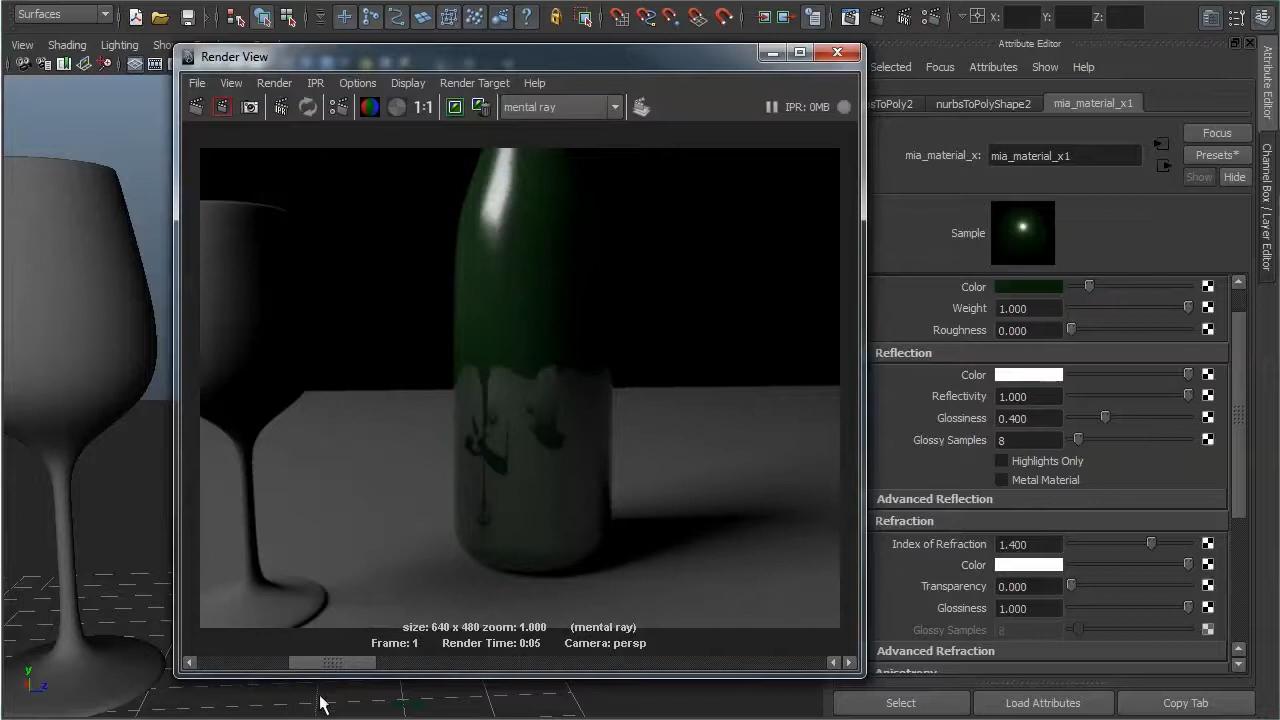 Surfaces
X: Y: Z:
View Shading Lighting Sho
Render View
File View Render IPR Options Display Render Target Help
1:1 mental ray IPR: 0MB
size: 640 x 480 zoom: 1.000 (mental ray)
Frame: 1 Render Time: 0:05 Camera: persp
y
z
Attribute Editor
Selected Focus Attributes Show Help
rbsToPoly2 nurbsToPolyShape2 mia_material_x1
Focus
mia_material_x: mia_material_x1 Presets*
Show Hide
Sample
Color
Weight 1.000
Roughness 0.000
Reflection
Color
Reflectivity 1.000
Glossiness 0.400
Glossy Samples 8
Highlights Only
Metal Material
Advanced Reflection
Refraction
Index of Refraction 1.400
Color
Transparency 0.000
Glossiness 1.000
Glossy Samples 8
Advanced Refraction
Anisotropy
Select Load Attributes Copy Tab
Attribute Editor
Channel Box / Layer Editor